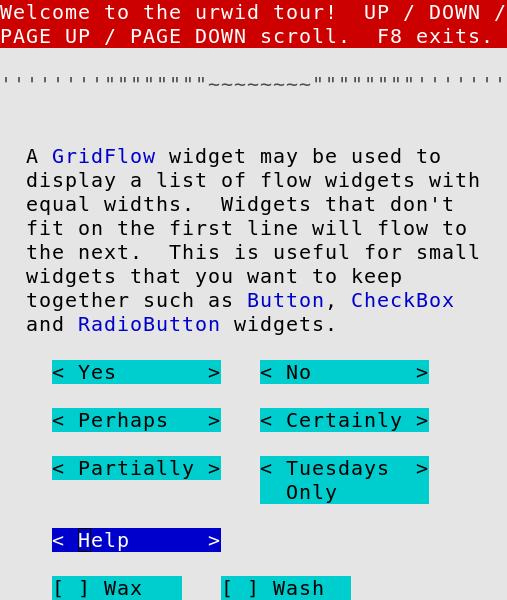 Welcome to the urwid tour!  UP / DOWN /
PAGE UP / PAGE DOWN scroll.  F8 exits.
''''''''""""""""~~~~~~~~""""""""'''''''
A GridFlow widget may be used to
display a list of flow widgets with
equal widths.  Widgets that don't
fit on the first line will flow to
the next.  This is useful for small
widgets that you want to keep
together such as Button, CheckBox
and RadioButton widgets.
< Yes       >   < No        >
< Perhaps   >   < Certainly >
< Partially >   < Tuesdays  >
Only
< Help      >
[ ] Wax      [ ] Wash